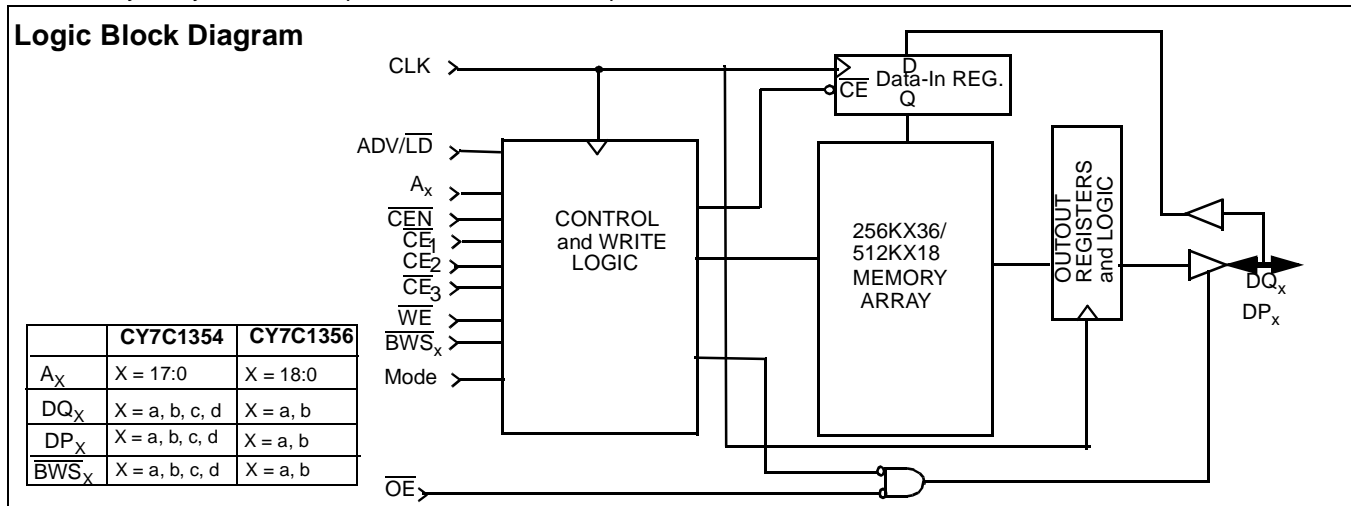 Logic Block Diagram
CLK
D
CE Data-In REG.
Q
ADV/LD
Ax
CEN
CE1
CE2
CE3
WE
BWSx
Mode
CONTROL
and WRITE
LOGIC
256KX36/
512KX18
MEMORY
ARRAY
OUTOUT
REGISTERS
and LOGIC
DQx
DPx
CY7C1354 CY7C1356
AX X = 17:0 X = 18:0
DQX X = a, b, c, d X = a, b
DPX X = a, b, c, d X = a, b
BWSX X = a, b, c, d X = a, b
OE